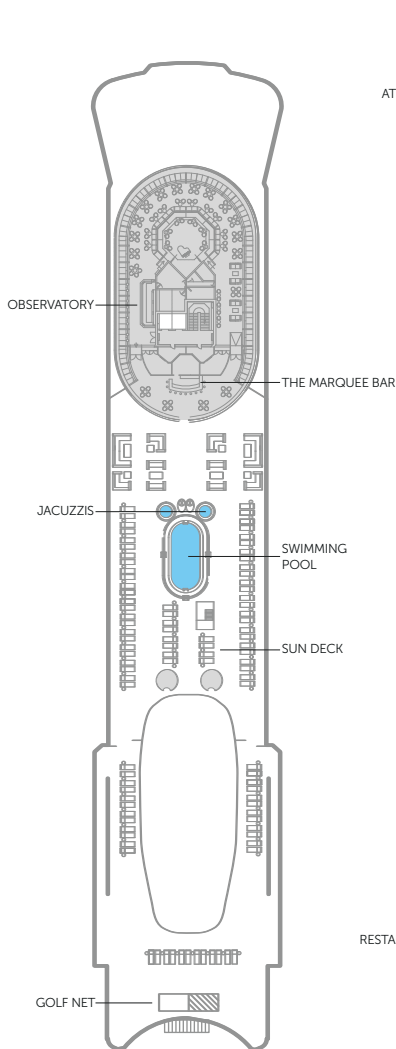 AT
OBSERVATORY
THE MARQUEE BAR
JACUZZIS
SWIMMING
POOL
SUN DECK
RESTA
GOLF NET